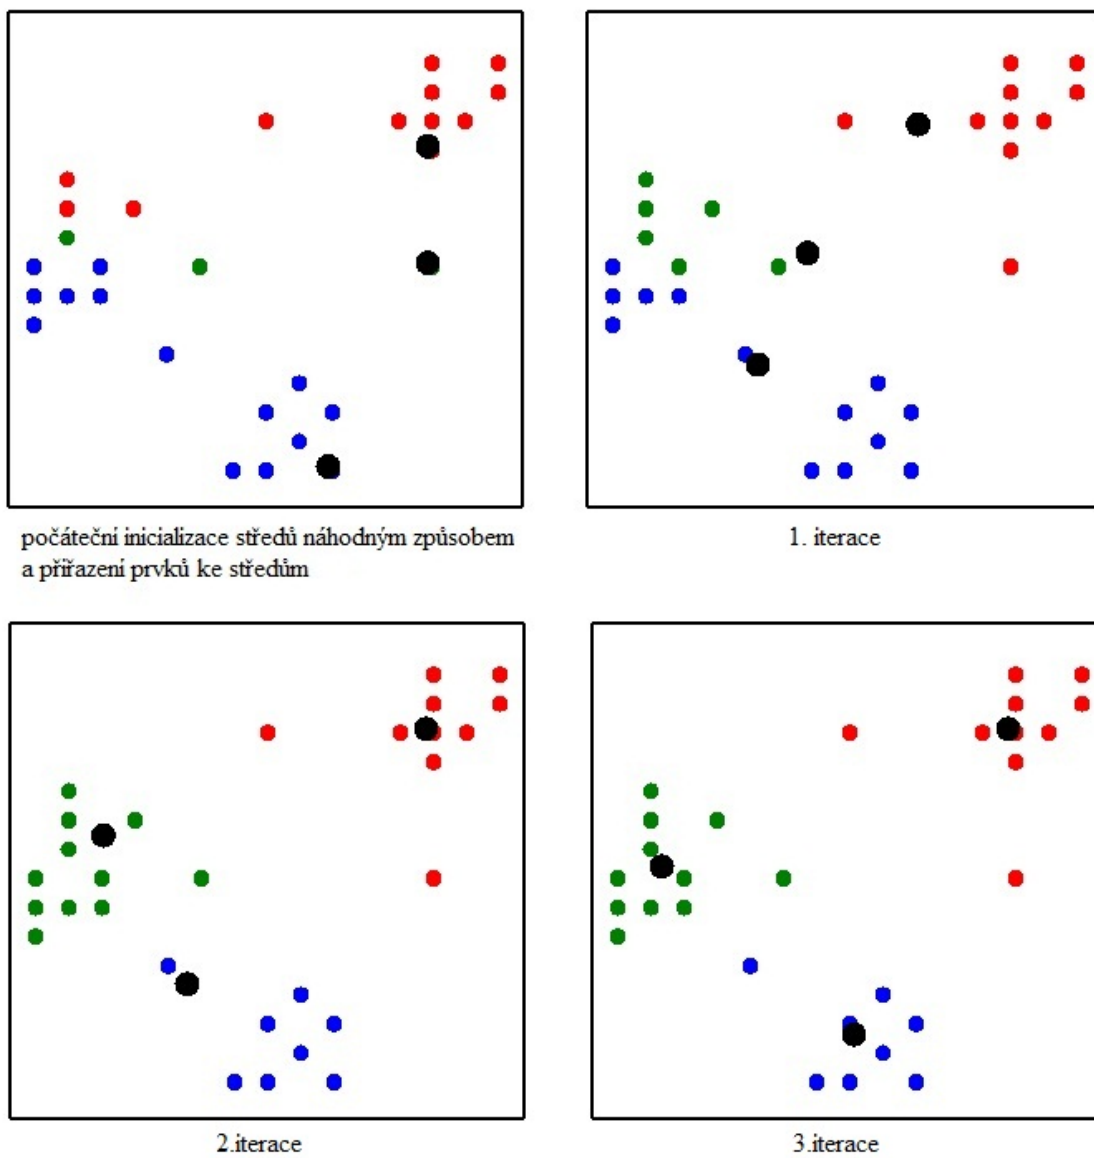 počáteční inicializace středů náhodným způsobem
a přiřazení prvků ke středům
1. iterace
2.iterace
3.iterace